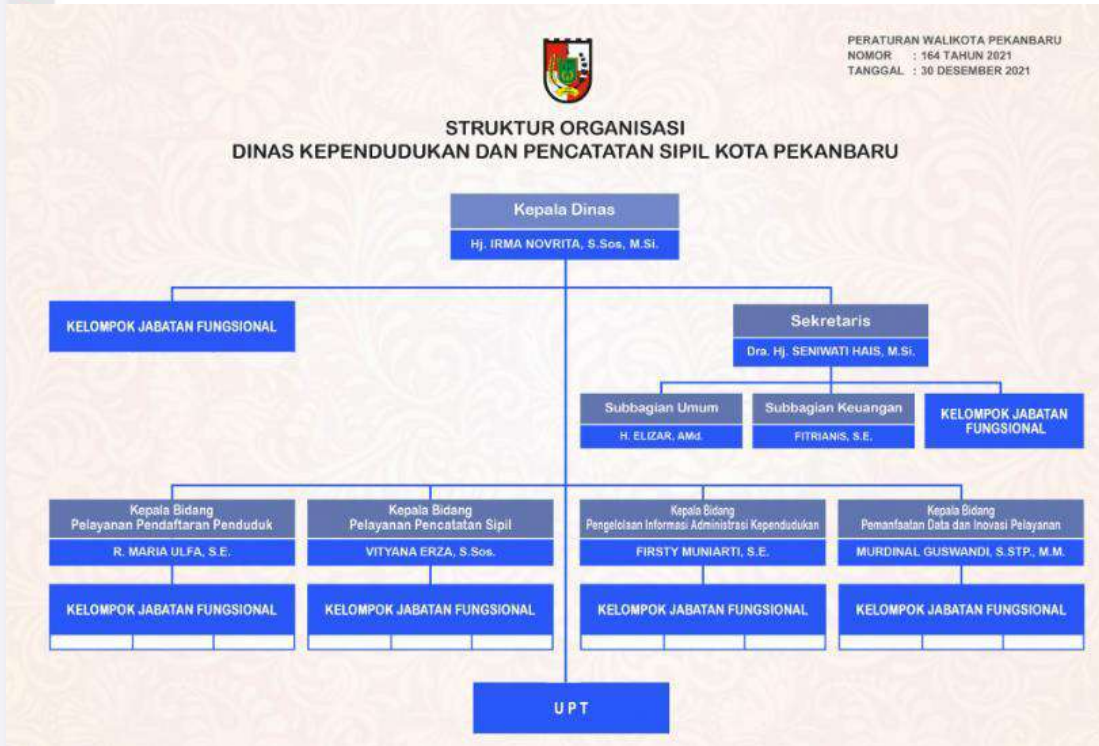 PERATURAN WALIKOTA PEKANBARU
NOMOR : 164 TAHUN 2021
TANGGAL : 30 DESEMBER 2021
STRUKTUR ORGANISASI
DINAS KEPENDUDUKAN DAN PENCATATAN SIPIL KOTA PEKANBARU
Kepala Dinas
Hj. IRMA NOVRITA, S.Sos, M.Si.
KELOMPOK JABATAN FUNGSIONAL
Sekretaris
Dra. Hj. SENIWATI HAIS, M.Si.
Subbagian Umum
H. ELIZAR, AMd.
Subbagian Keuangan
FITRIANIS, S.E.
KELOMPOK JABATAN
FUNGSIONAL
Kepala Bidang
Pelayanan Pendaftaran Penduduk
R. MARIA ULFA, S.E.
KELOMPOK JABATAN FUNGSIONAL
Kepala Bidang
Pelayanan Pencatatan Sipil
VITYANA ERZA, S.Sos.
KELOMPOK JABATAN FUNGSIONAL
Kepala Bidang
Pengelolaan Informasi Administrasi Kependudukan
FIRSTY MUNIARTI, S.E.
KELOMPOK JABATAN FUNGSIONAL
Kepala Bidang
Pemanfaatan Data dan Inovasi Pelayanan
MURDINAL GUSWANDI, S.STP., M.M.
KELOMPOK JABATAN FUNGSIONAL
UPT